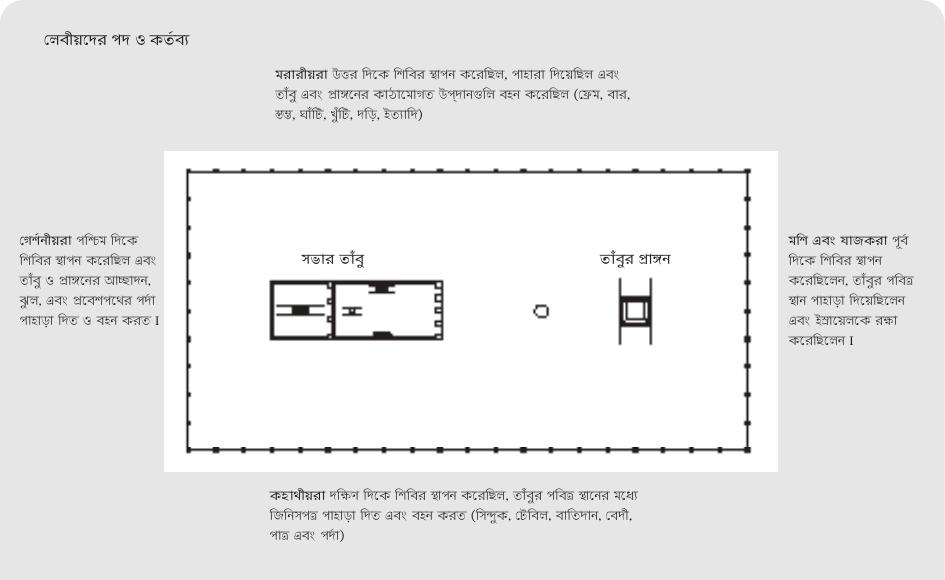 লেবীয়দের পদ ও কর্তব্য
মরারীয়রা উত্তর দিকে শিবির স্থাপন করেছিল, পাহারা দিয়েছিল এবং
তাঁবু এবং প্রাঙ্গনের কাঠামোগত উপ্দানগুলি বহন করেছিল (ফ্রেম, বার,
স্তম্ভ, ঘাঁটি, খুঁটি, দড়ি, ইত্যাদি)
গের্শনীয়রা পশ্চিম দিকে
শিবির স্থাপন করেছিল এবং
তাঁবু ও প্রাঙ্গনের আচ্ছাদন,
ঝুল, এবং প্রবেশপথের পর্দা
পাহাড়া দিত ও বহন করত I
সভার তাঁবু
তাঁবুর প্রাঙ্গন
মশি এবং যাজকরা পূর্ব
দিকে শিবির স্থাপন
করেছিলেন, তাঁবুর পবিত্র
স্থান পাহাড়া দিয়েছিলেন
এবং ইস্রায়েলকে রক্ষা
করেছিলেন I
কহাথীয়রা দক্ষিণ দিকে শিবির স্থাপন করেছিল, তাঁবুর পবিত্র স্থানের মধ্যে
জিনিসপত্র পাহাড়া দিত এবং বহন করত (সিন্দুক, টেবিল, বাতিদান, বেদী,
পাত্র এবং পর্দা)